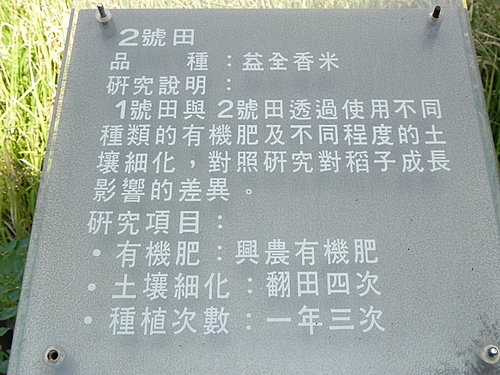 2號田
品 種：益全香米
研究說明：
1號田與2號田透過使用不同
種類的有機肥及不同程度的土
壤細化，對照研究對稻子成長
影響的差異。
研究項目：
·有機肥：興農有機肥
·土壤細化：翻田四次
·種植次數：一年三次